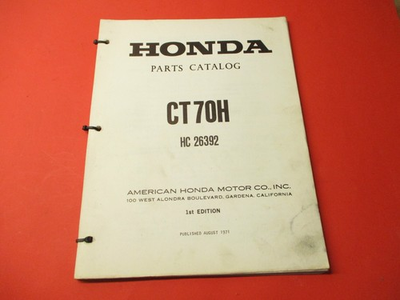 HONDA
PARTS CATALOG
CT70H
HC 26392
AMERICAN HONDA MOTOR CO., INC.
100 WEST ALONDRA BOULEVARD, GARDENA, CALIFORNIA
1st EDITION
PUBLISHED AUGUST 1971